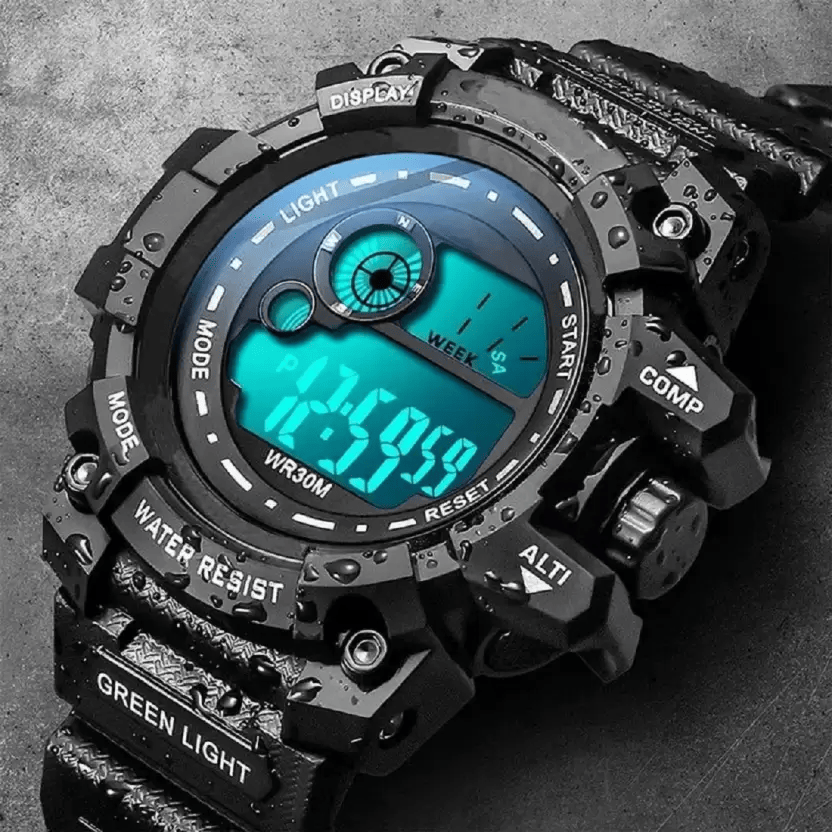 DISPLAY
LIGHT
N
W
E
START
SA
WEEK
MODE
P 12:59 59
COMP
MODE
WR30M
RESET
WATER RESIST
ALTI
GREEN LIGHT